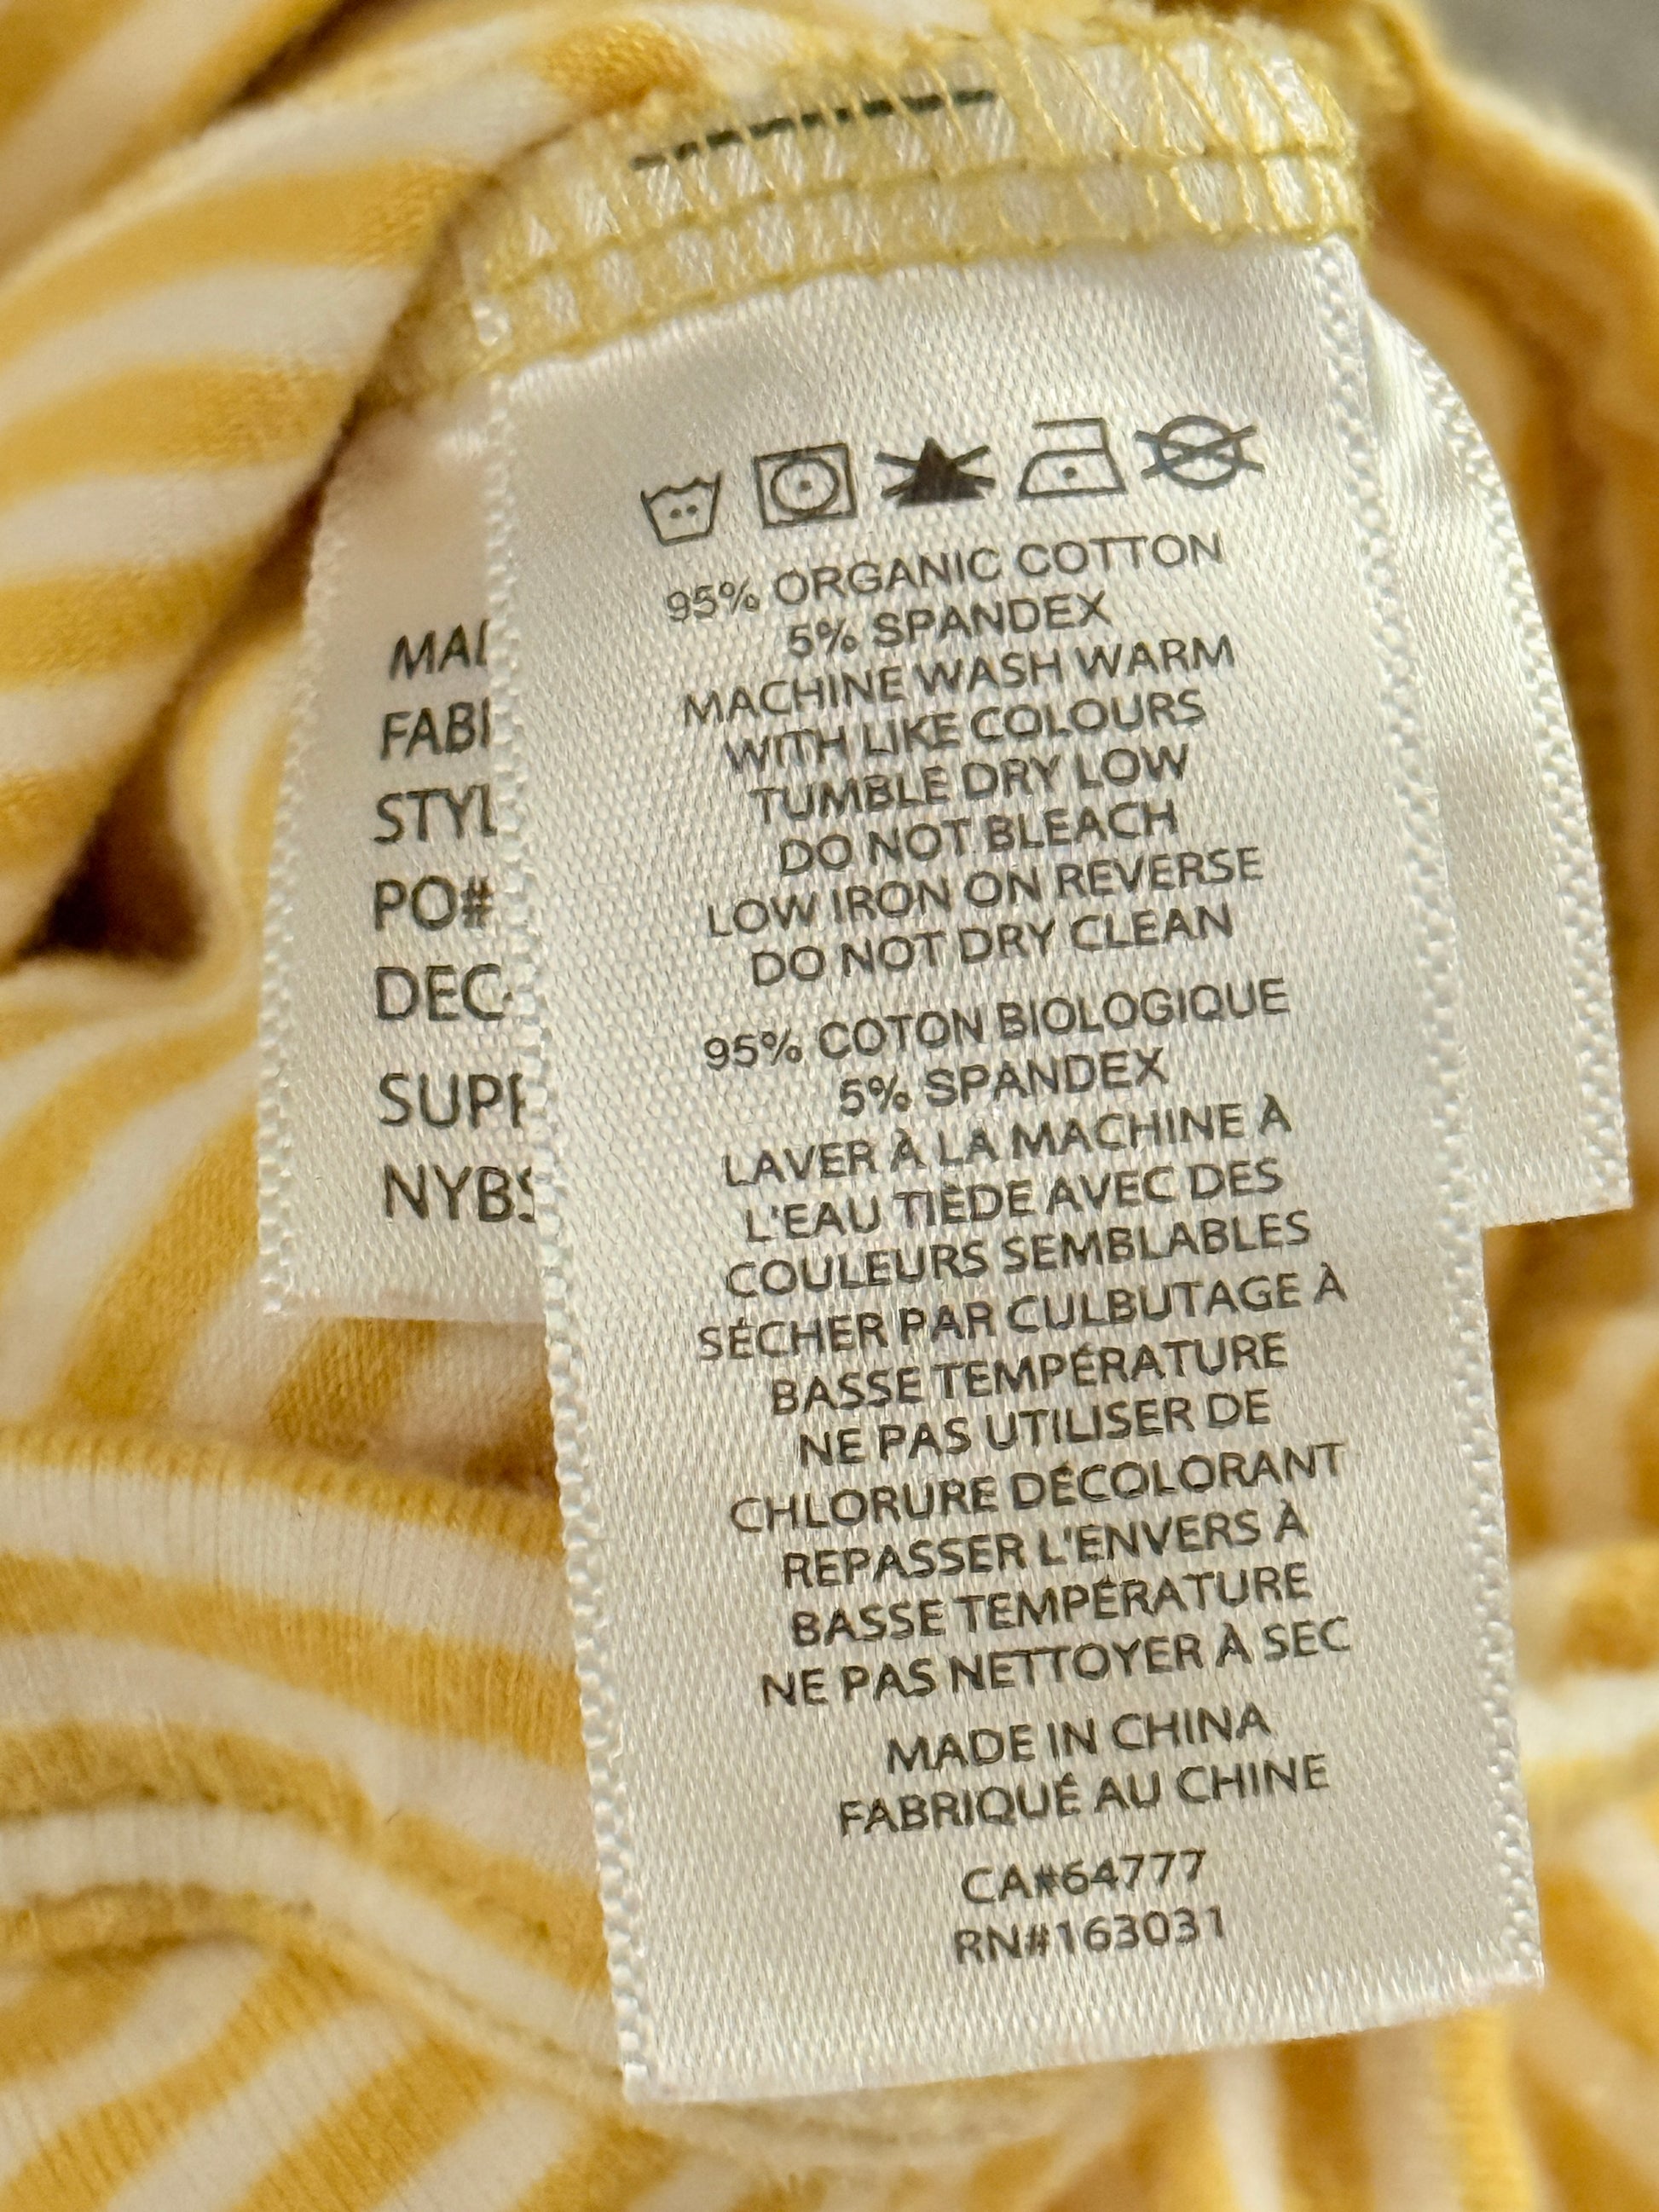 95% ORGANIC COTTON
5% SPANDEX
MACHINE WASH WARM
WITH LIKE COLOURS
TUMBLE DRY LOW
DO NOT BLEACH
LOW IRON ON REVERSE
DO NOT DRY CLEAN
95% COTON BIOLOGIQUE
5% SPANDEX
LAVER À LA MACHINE À
L'EAU TIÈDE AVEC DES
COULEURS SEMBLABLES
SÉCHER PAR CULBUTAGE À
BASSE TEMPÉRATURE
NE PAS UTILISER DE
CHLORURE DÉCOLORANT
REPASSER L'ENVERS À
BASSE TEMPÉRATURE
NE PAS NETTOYER À SEC
MADE IN CHINA
FABRIQUÉ AU CHINE
CA#64777
RN#163031
PO#